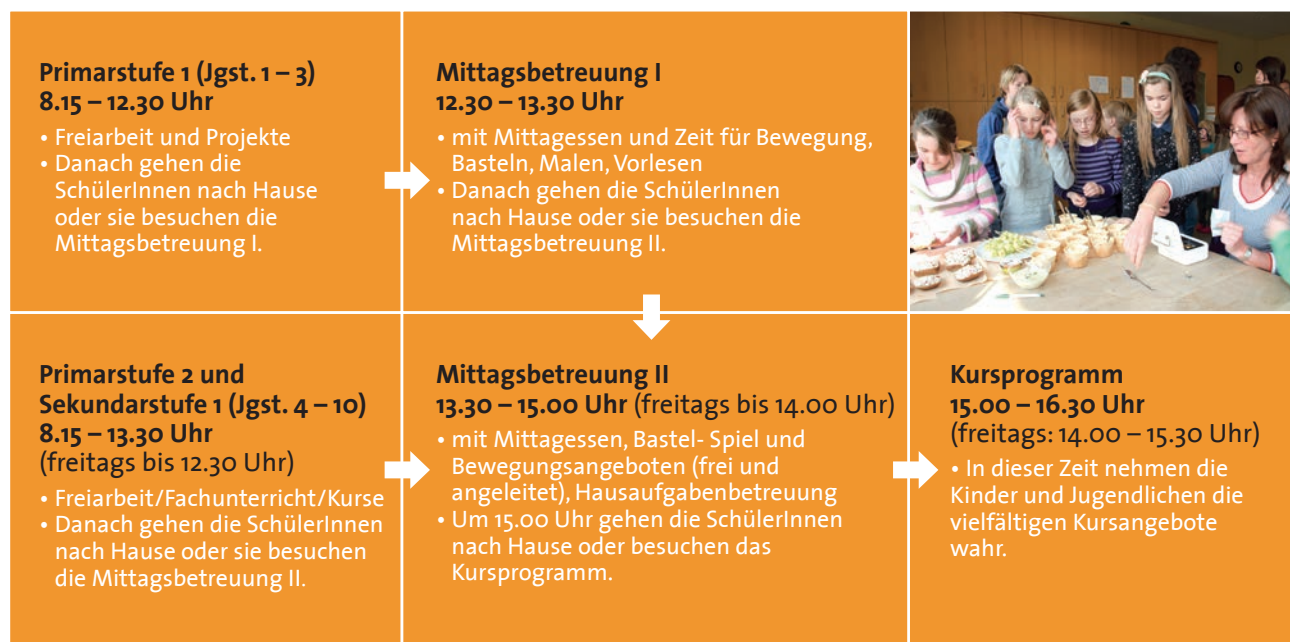 Primarstufe 1 (Jgst. 1 – 3)
8.15 – 12.30 Uhr
• Freiarbeit und Projekte
• Danach gehen die
SchülerInnen nach Hause
oder sie besuchen die
Mittagsbetreuung I.
Mittagsbetreuung I
12.30 – 13.30 Uhr
• mit Mittagessen und Zeit für Bewegung,
Basteln, Malen, Vorlesen
• Danach gehen die SchülerInnen
nach Hause oder sie besuchen die
Mittagsbetreuung II.
Primarstufe 2 und
Sekundarstufe 1 (Jgst. 4 – 10)
8.15 – 13.30 Uhr
(freitags bis 12.30 Uhr)
• Freiarbeit/Fachunterricht/Kurse
• Danach gehen die SchülerInnen
nach Hause oder sie besuchen
die Mittagsbetreuung II.
Mittagsbetreuung II
13.30 – 15.00 Uhr (freitags bis 14.00 Uhr)
• mit Mittagessen, Bastel- Spiel und
Bewegungsangeboten (frei und
angeleitet), Hausaufgabenbetreuung
• Um 15.00 Uhr gehen die SchülerInnen
nach Hause oder besuchen das
Kursprogramm.
Kursprogramm
15.00 – 16.30 Uhr
(freitags: 14.00 – 15.30 Uhr)
• In dieser Zeit nehmen die
Kinder und Jugendlichen die
vielfältigen Kursangebote
wahr.